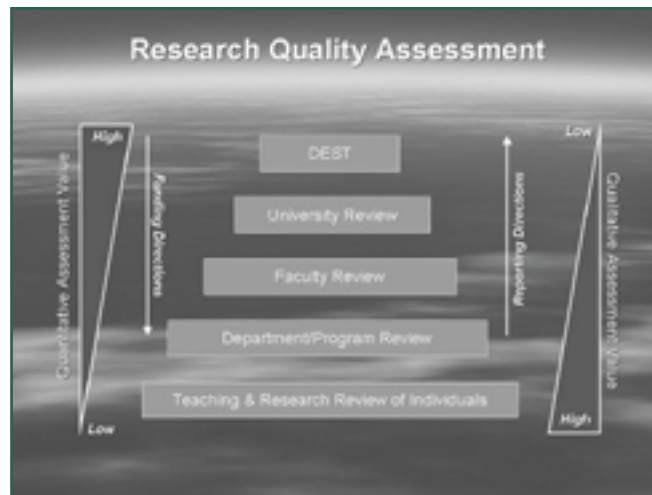 Research Quality Assessment
High
Low
DEST
Quantitative Assessment Value
Funding Directions
Reporting Directions
Qualitative Assessment Value
University Review
Faculty Review
Department/Program Review
Teaching & Research Review of Individuals
Low
High